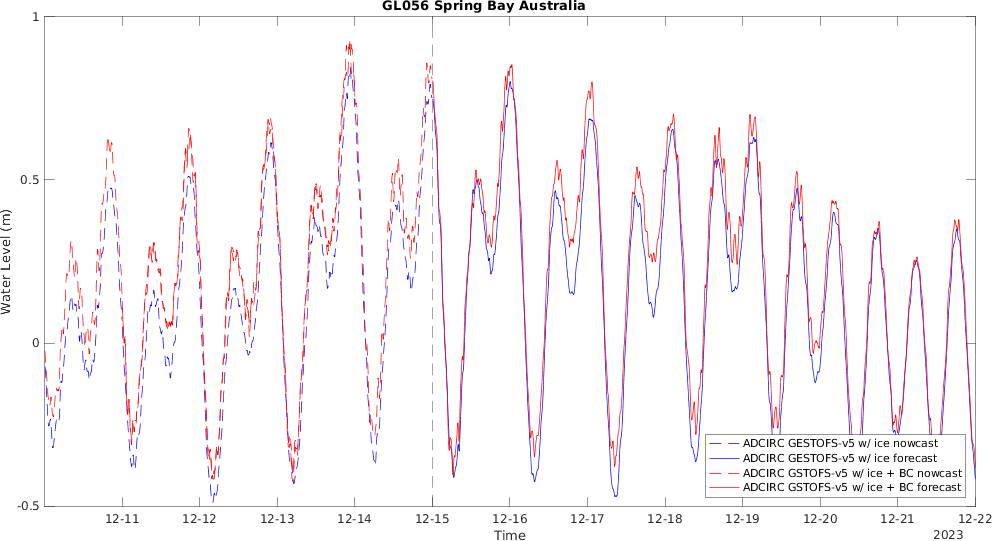 GL056 Spring Bay Australia
1
0.5
0
-0.5
Water Level (m)
ADCIRC GESTOFS-v5 w/ ice nowcast
ADCIRC GESTOFS-v5 w/ ice forecast
ADCIRC GSTOFS-v5 w/ ice + BC nowcast
ADCIRC GSTOFS-v5 w/ ice + BC forecast
12-11 12-12 12-13 12-14 12-15 12-16 12-17 12-18 12-19 12-20 12-21 12-22
Time
2023